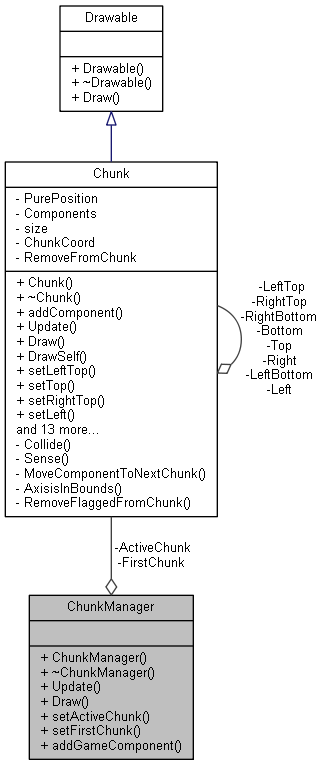 Drawable
+ Drawable()
+ ~Drawable()
+ Draw()
Chunk
- PurePosition
- Components
- size
- ChunkCoord
- RemoveFromChunk
+ Chunk()
+ ~Chunk()
+ addComponent()
+ Update()
+ Draw()
+ DrawSelf()
+ setLeftTop()
+ setTop()
+ setRightTop()
+ setLeft()
and 13 more...
- Collide()
- Sense()
- MoveComponentToNextChunk()
- AxisisInBounds()
- RemoveFlaggedFromChunk()
-LeftTop
-RightTop
-RightBottom
-Bottom
-Top
-Right
-LeftBottom
-Left
-ActiveChunk
-FirstChunk
ChunkManager
+ ChunkManager()
+ ~ChunkManager()
+ Update()
+ Draw()
+ setActiveChunk()
+ setFirstChunk()
+ addGameComponent()